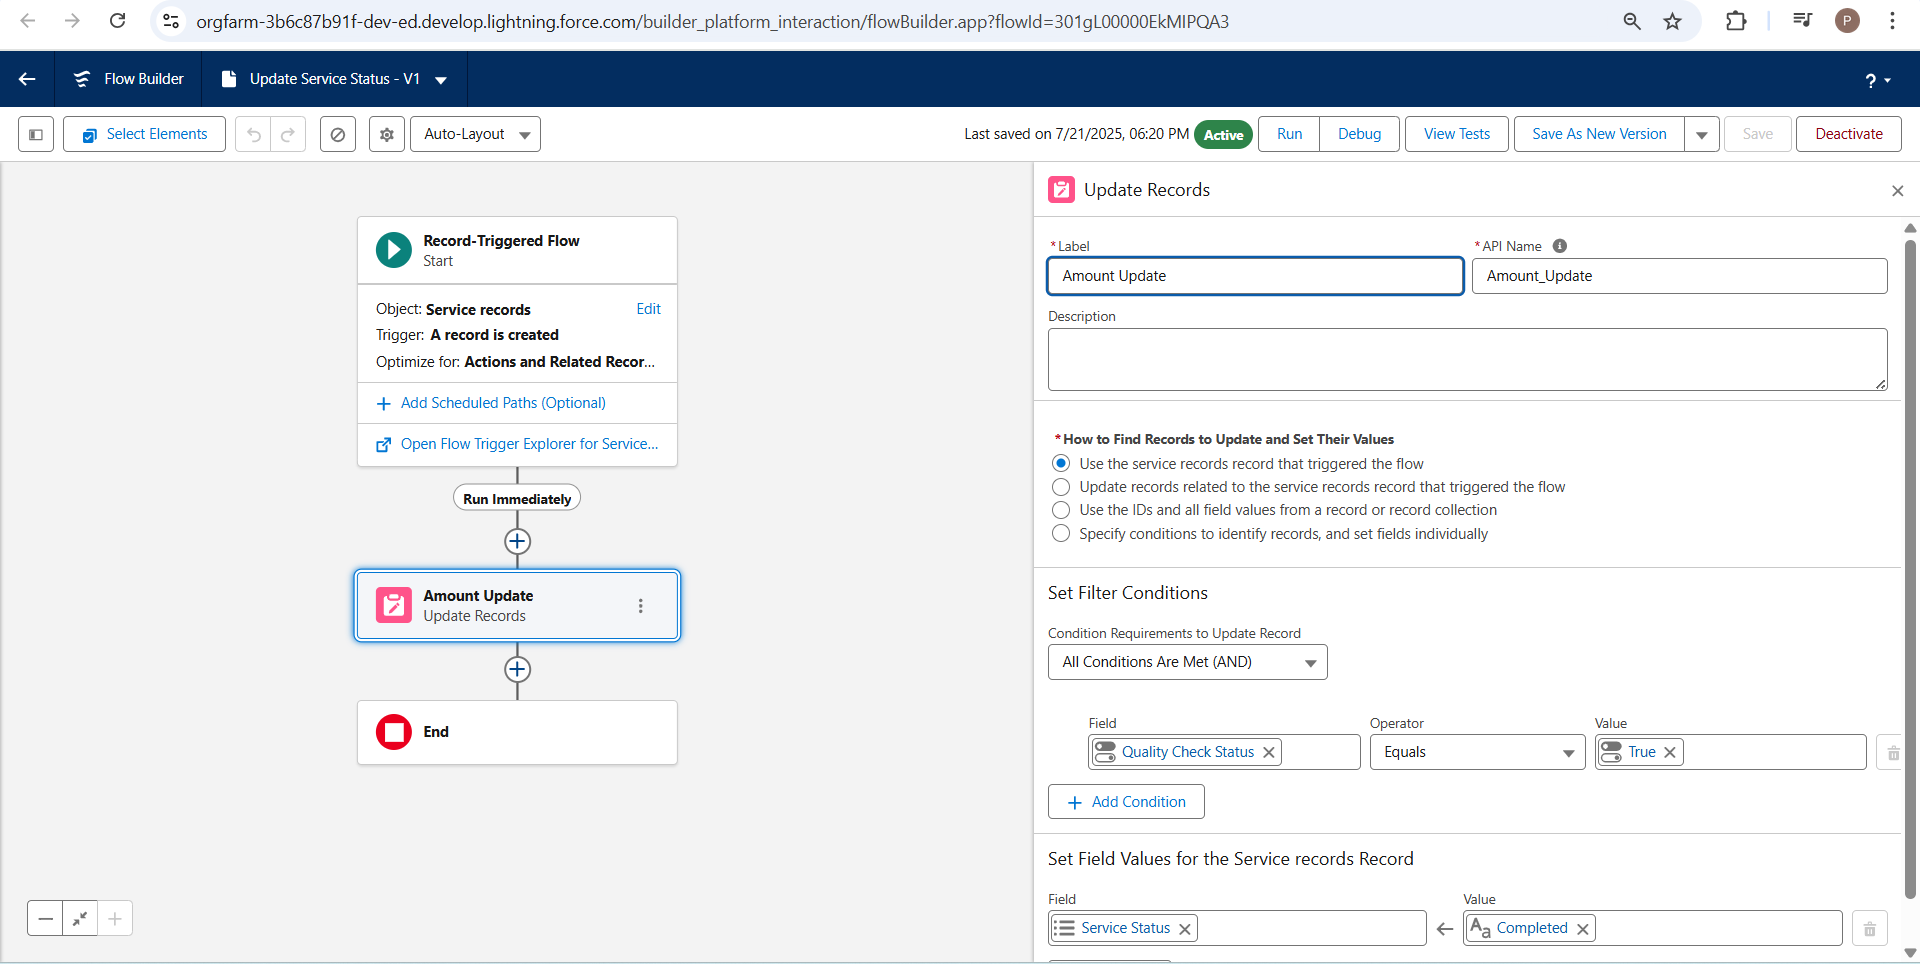 orgfarm-3b6c87b91f-dev-ed.develop.lightning.force.com/builder_platform_interaction/flowBuilder.app?flowId=301gL00000EkMIPQA3
P
Flow Builder
Update Service Status - V1
?
Select Elements
Auto-Layout
Last saved on 7/21/2025, 06:20 PM
Active
Run
Debug
View Tests
Save As New Version
Save
Deactivate
Record-Triggered Flow
Start
Object: Service records
Edit
Trigger: A record is created
Optimize for: Actions and Related Recor...
Add Scheduled Paths (Optional)
Open Flow Trigger Explorer for Service...
Run Immediately
Amount Update
Update Records
End
Update Records
*Label
Amount Update
*API Name
Amount_Update
Description
*How to Find Records to Update and Set Their Values
Use the service records record that triggered the flow
Update records related to the service records record that triggered the flow
Use the IDs and all field values from a record or record collection
Specify conditions to identify records, and set fields individually
Set Filter Conditions
Condition Requirements to Update Record
All Conditions Are Met (AND)
Field
Operator
Value
Quality Check Status
Equals
True
Add Condition
Set Field Values for the Service records Record
Field
Value
Service Status
Aa Completed